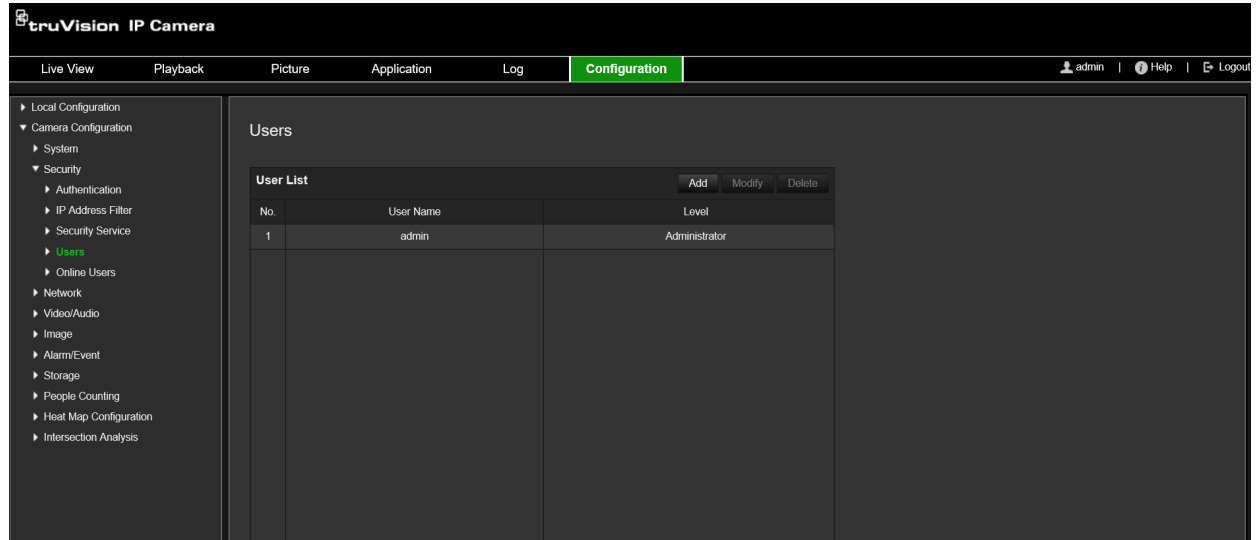 truVision IP Camera
Live View Playback Picture Application Log Configuration admin | Help | Logout
Local Configuration
Camera Configuration
System
Security
Authentication
IP Address Filter
Security Service
Users
Online Users
Network
Video/Audio
Image
Alarm/Event
Storage
People Counting
Heat Map Configuration
Intersection Analysis
Users
User List Add Modify Delete
No. User Name Level
1 admin Administrator